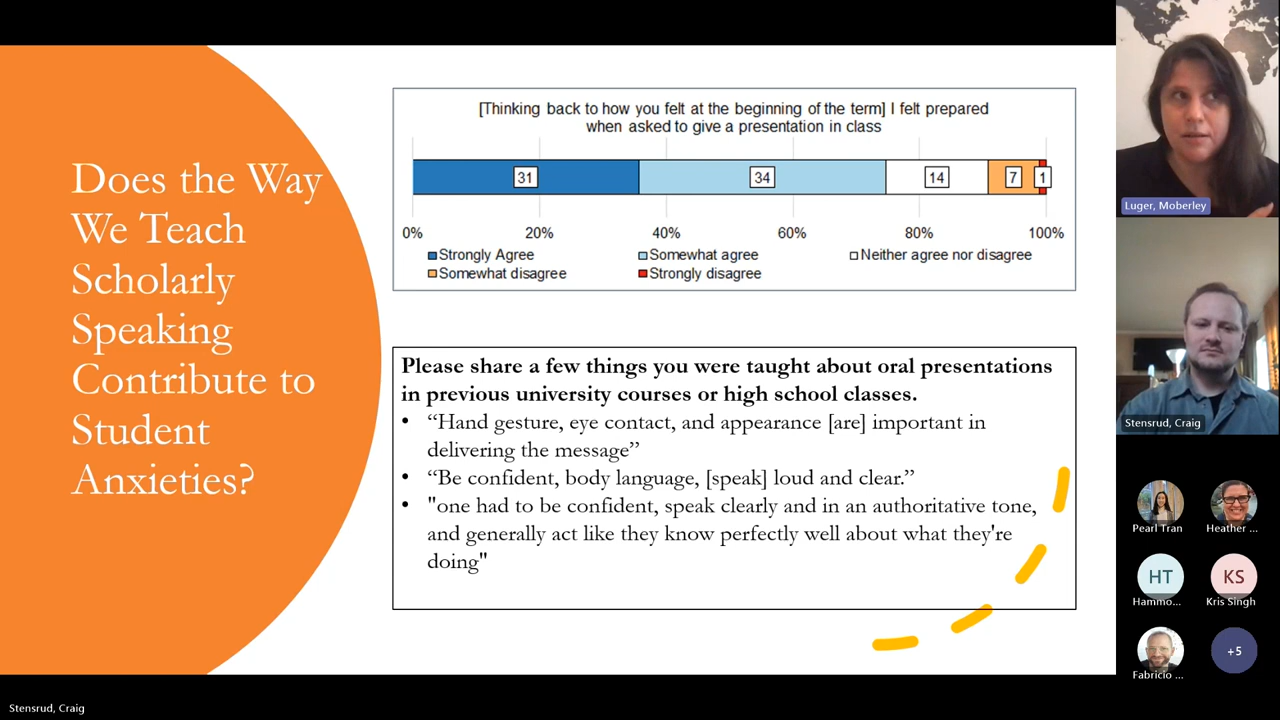 Does the Way
We Teach
Scholarly
Speaking
Contribute to
Student
Anxieties?
[Thinking back to how you felt at the beginning of the term] I felt prepared
when asked to give a presentation in class
31 34 14 7 1
0% 20% 40% 60% 80% 100%
Strongly Agree Somewhat agree Neither agree nor disagree
Somewhat disagree Strongly disagree
Please share a few things you were taught about oral presentations
in previous university courses or high school classes.
• “Hand gesture, eye contact, and appearance [are] important in
delivering the message”
• “Be confident, body language, [speak] loud and clear.”
• "one had to be confident, speak clearly and in an authoritative tone,
and generally act like they know perfectly well about what they're
doing"
Luger, Moberley
Stensrud, Craig
Pearl Tran Heather ...
HT KS
Hammo... Kris Singh
+5
Fabricio ...
Stensrud, Craig